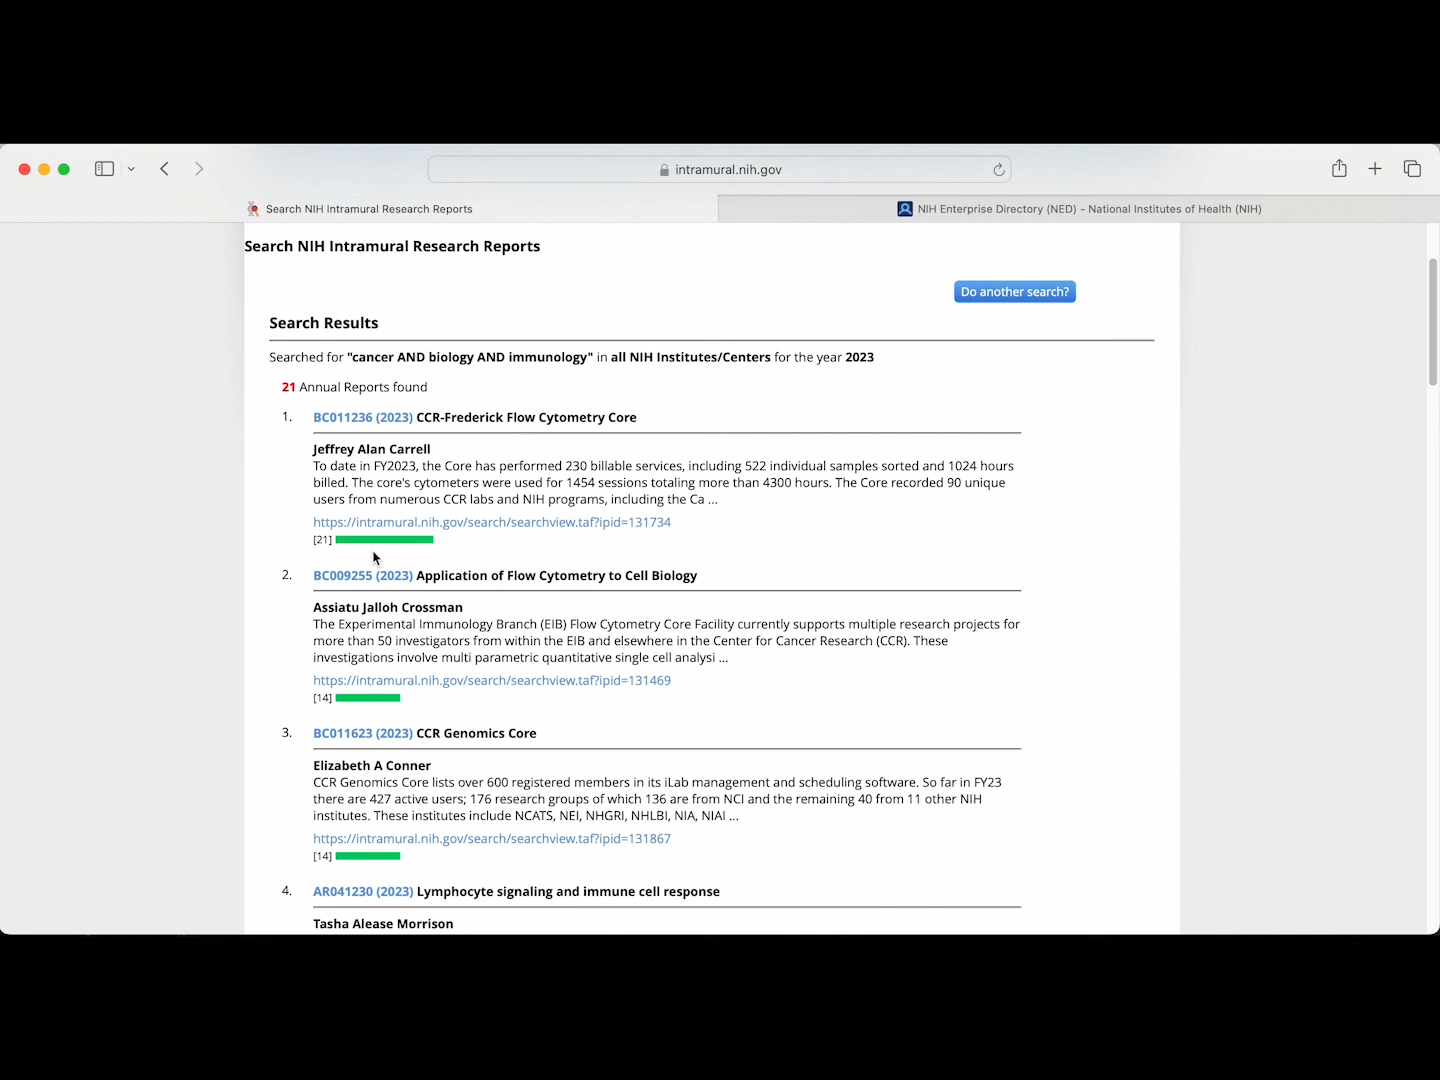 intramural.nih.gov
Search NIH Intramural Research Reports
NIH Enterprise Directory (NED) - National Institutes of Health (NIH)
Search NIH Intramural Research Reports
Do another search?
Search Results
Searched for "cancer AND biology AND immunology" in all NIH Institutes/Centers for the year 2023
21 Annual Reports found
1. BC011236 (2023) CCR-Frederick Flow Cytometry Core
Jeffrey Alan Carrell
To date in FY2023, the Core has performed 230 billable services, including 522 individual samples sorted and 1024 hours
billed. The core's cytometers were used for 1454 sessions totaling more than 4300 hours. The Core recorded 90 unique
users from numerous CCR labs and NIH programs, including the Ca ...
https://intramural.nih.gov/search/searchview.taf?ipid=131734
[21]
2. BC009255 (2023) Application of Flow Cytometry to Cell Biology
Assiatu Jalloh Crossman
The Experimental Immunology Branch (EIB) Flow Cytometry Core Facility currently supports multiple research projects for
more than 50 investigators from within the EIB and elsewhere in the Center for Cancer Research (CCR). These
investigations involve multi parametric quantitative single cell analysi ...
https://intramural.nih.gov/search/searchview.taf?ipid=131469
[14]
3. BC011623 (2023) CCR Genomics Core
Elizabeth A Conner
CCR Genomics Core lists over 600 registered members in its iLab management and scheduling software. So far in FY23
there are 427 active users; 176 research groups of which 136 are from NCI and the remaining 40 from 11 other NIH
institutes. These institutes include NCATS, NEI, NHGRI, NHLBI, NIA, NIAI ...
https://intramural.nih.gov/search/searchview.taf?ipid=131867
[14]
4. AR041230 (2023) Lymphocyte signaling and immune cell response
Tasha Alease Morrison